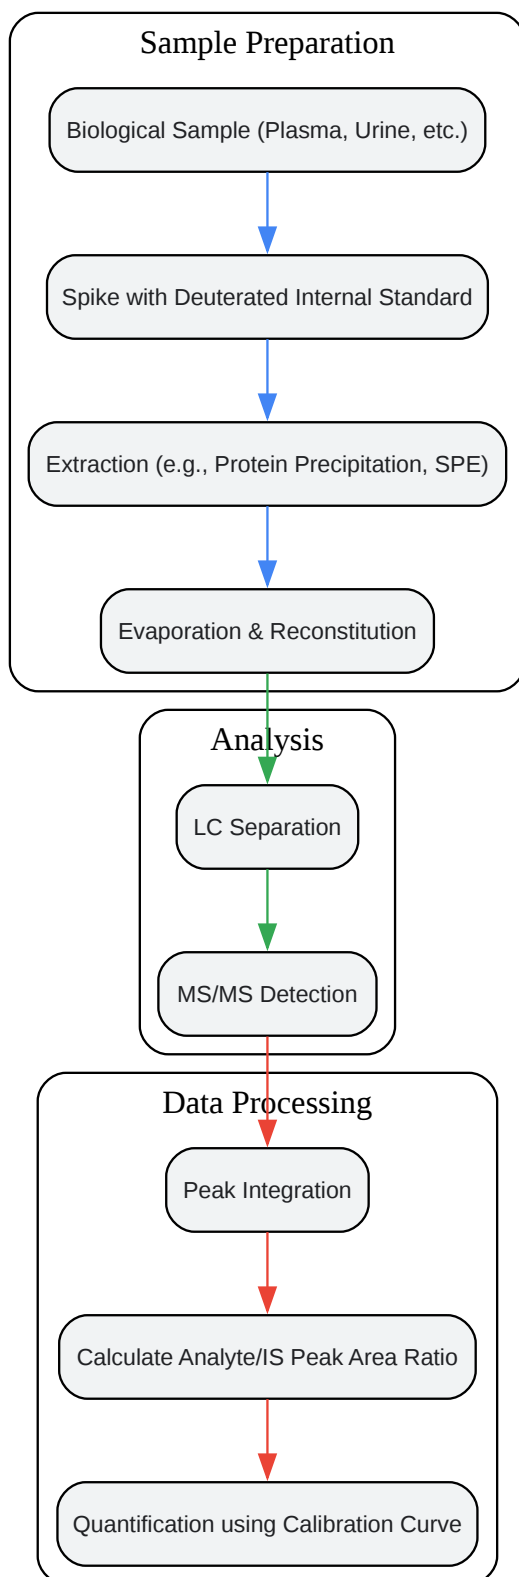 Sample Preparation
Biological Sample (Plasma, Urine, etc.)
Spike with Deuterated Internal Standard
Extraction (e.g., Protein Precipitation, SPE)
Evaporation & Reconstitution
Analysis
LC Separation
MS/MS Detection
Data Processing
Peak Integration
Calculate Analyte/IS Peak Area Ratio
Quantification using Calibration Curve